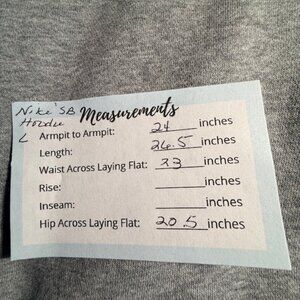 Nike SB
Hoodie
L
Measurements
Armpit to Armpit: 24 inches
Length: 26.5 inches
Waist Across Laying Flat: 23 inches
Rise: inches
Inseam: inches
Hip Across Laying Flat: 20.5 inches